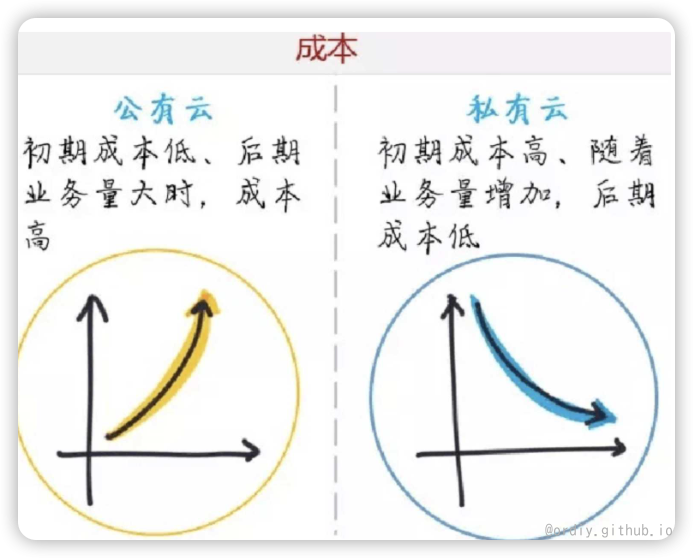 成本
公有云
初期成本低、后期
业务量大时，成本
高
私有云
初期成本高、随着
业务量增加，后期
成本低
@ordiy.github.io